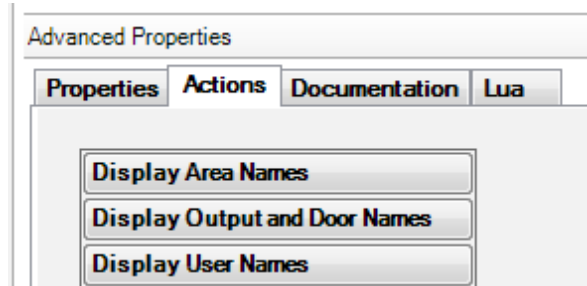 Advanced Properties
Properties Actions Documentation Lua
Display Area Names
Display Output and Door Names
Display User Names